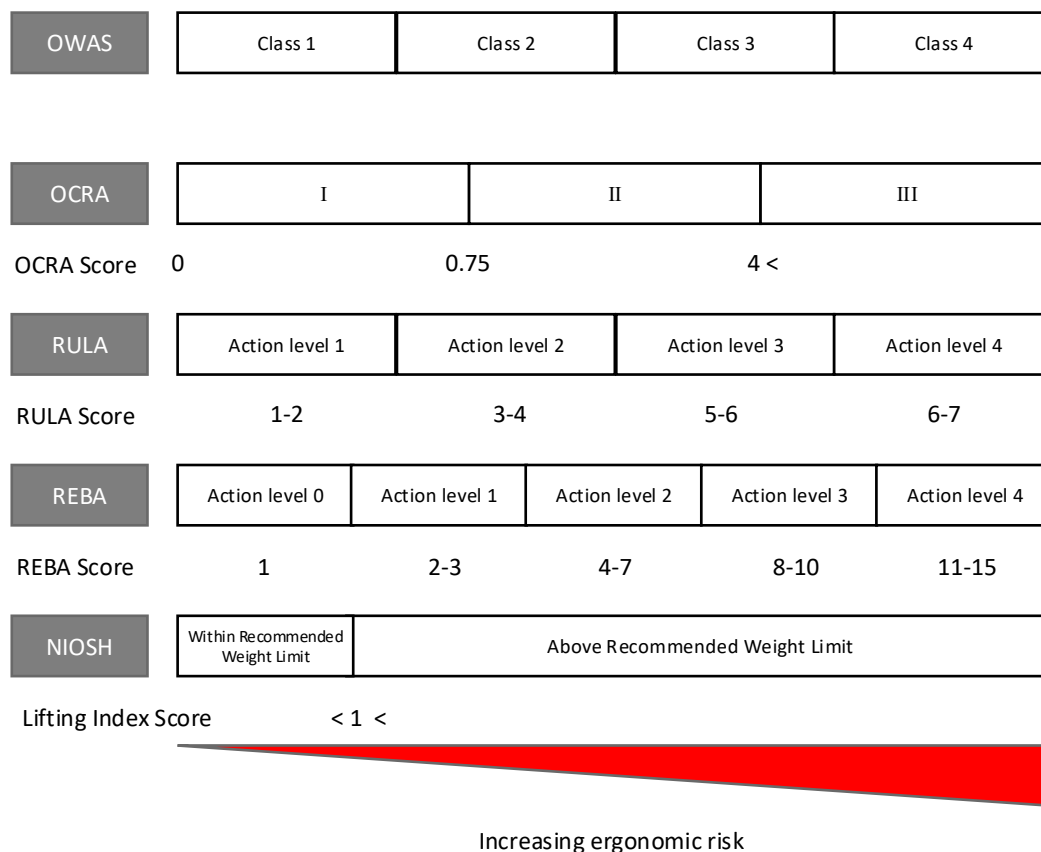 OWAS Class 1 Class 2 Class 3 Class 4
OCRA I II III
OCRA Score 0 0.75 4 <
RULA Action level 1 Action level 2 Action level 3 Action level 4
RULA Score 1-2 3-4 5-6 6-7
REBA Action level 0 Action level 1 Action level 2 Action level 3 Action level 4
REBA Score 1 2-3 4-7 8-10 11-15
NIOSH Within Recommended
Weight Limit
Above Recommended Weight Limit
Lifting Index Score < 1 <
Increasing ergonomic risk